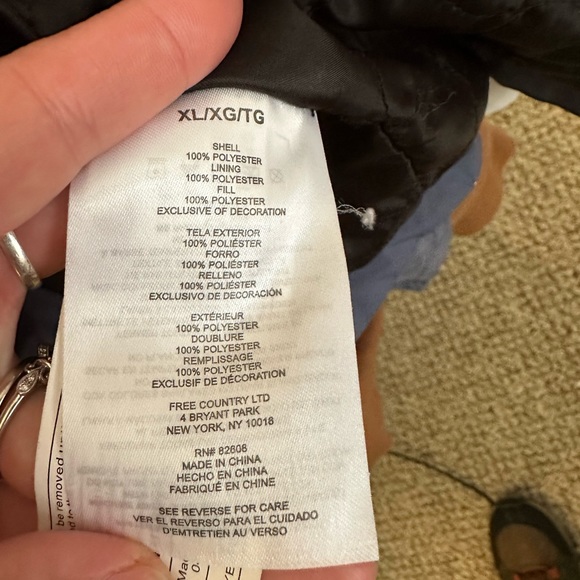 XL/XG/TG
SHELL
100% POLYESTER
LINING
100% POLYESTER
FILL
100% POLYESTER
EXCLUSIVE OF DECORATION
TELA EXTERIOR
100% POLIÉSTER
FORRO
100% POLIÉSTER
RELLENO
100% POLIÉSTER
EXCLUSIVO DE DECORACIÓN
EXTÉRIEUR
100% POLYESTER
DOUBLURE
100% POLYESTER
REMPLISSAGE
100% POLYESTER
EXCLUSIF DE DÉCORATION
FREE COUNTRY LTD
4 BRYANT PARK
NEW YORK, NY 10018
RN# 82606
MADE IN CHINA
HECHO EN CHINA
FABRIQUÉ EN CHINE
SEE REVERSE FOR CARE
VER EL REVERSO PARA EL CUIDADO
D'EMTRETIEN AU VERSO
be removed